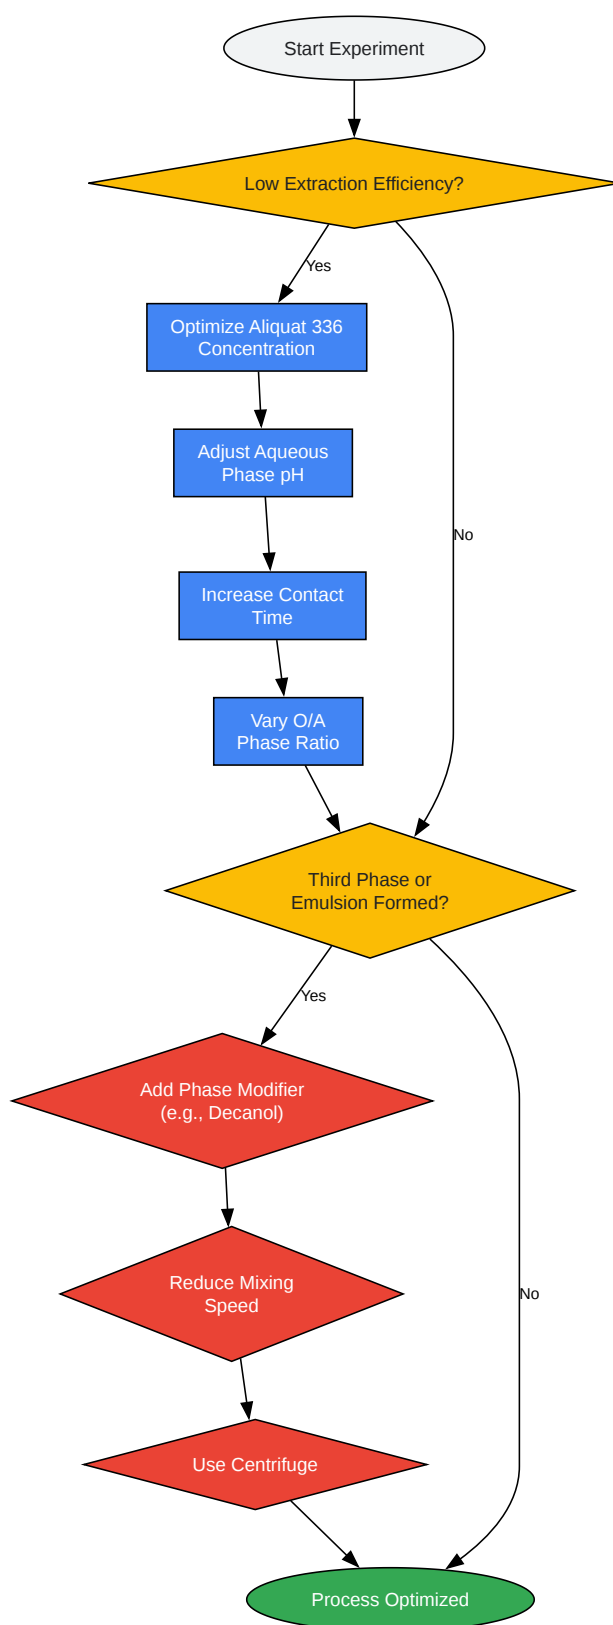 Start Experiment
Low Extraction Efficiency?
Yes
Optimize Aliquat 336
Concentration
Adjust Aqueous
Phase pH
No
Increase Contact
Time
Vary O/A
Phase Ratio
Third Phase or
Emulsion Formed?
Yes
Add Phase Modifier
(e.g., Decanol)
Reduce Mixing
Speed
No
Use Centrifuge
Process Optimized